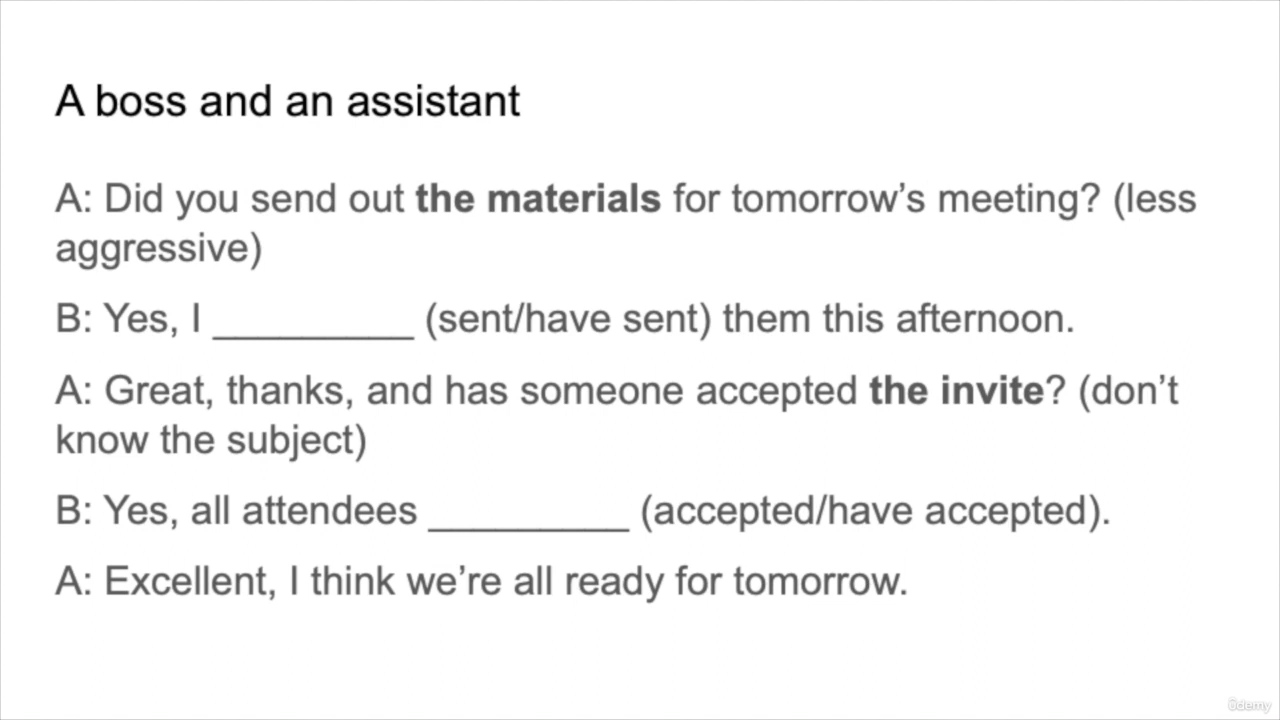 A boss and an assistant
A: Did you send out the materials for tomorrow’s meeting? (less
aggressive)
B: Yes, I _________ (sent/have sent) them this afternoon.
A: Great, thanks, and has someone accepted the invite? (don’t
know the subject)
B: Yes, all attendees _________ (accepted/have accepted).
A: Excellent, I think we’re all ready for tomorrow.
ûdemy